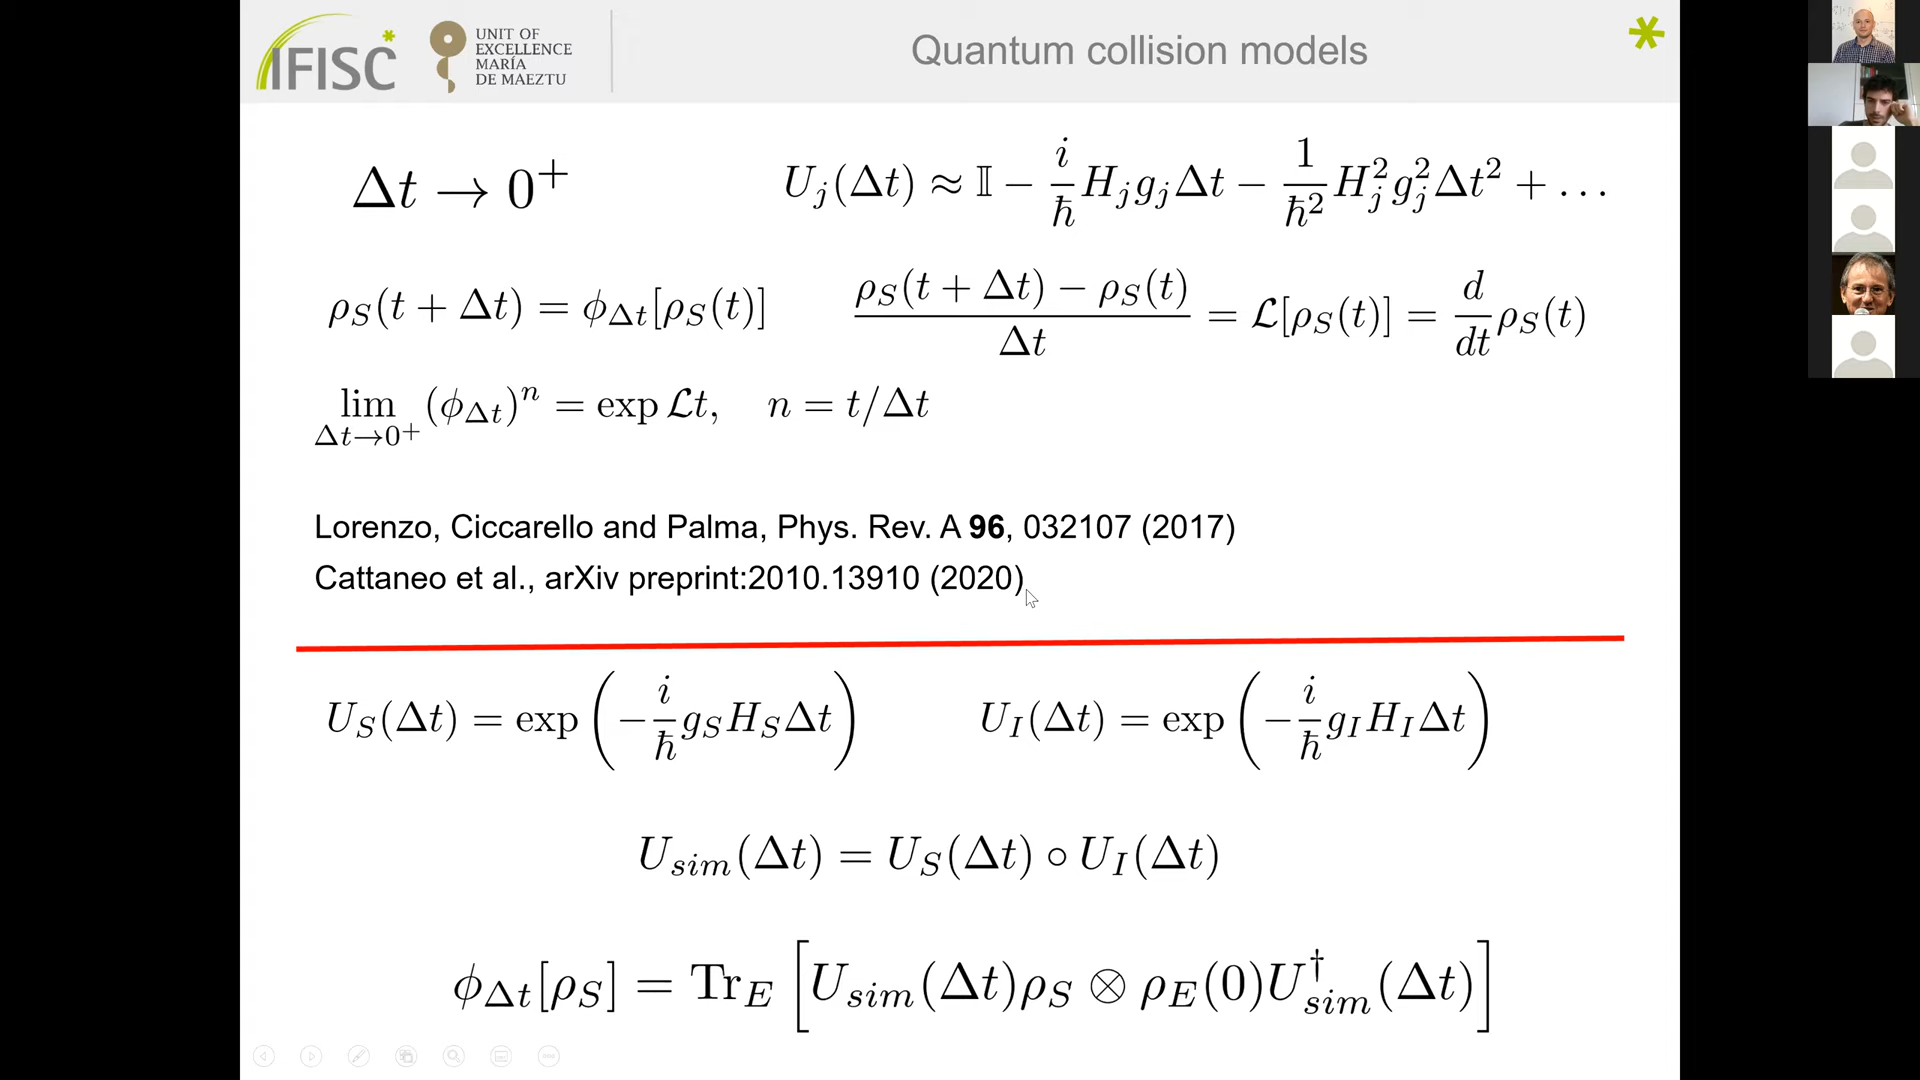 IFISC
UNIT OF
EXCELLENCE
MARÍA
DE MAEZTU
Quantum collision models
Δt → 0⁺
U_j(Δt) ≈ 𝕀 − i/ħ H_j g_j Δt − 1/ħ² H_j² g_j² Δt² + …
ρ_S(t + Δt) = ϕ_Δt[ρ_S(t)]
(ρ_S(t + Δt) − ρ_S(t))/Δt = ℒ[ρ_S(t)] = d/dt ρ_S(t)
lim_{Δt→0⁺} (ϕ_Δt)ⁿ = exp ℒt, n = t/Δt
Lorenzo, Ciccarello and Palma, Phys. Rev. A 96, 032107 (2017)
Cattaneo et al., arXiv preprint:2010.13910 (2020)
U_S(Δt) = exp (−i/ħ g_S H_S Δt)
U_I(Δt) = exp (−i/ħ g_I H_I Δt)
U_sim(Δt) = U_S(Δt) ∘ U_I(Δt)
ϕ_Δt[ρ_S] = Tr_E [U_sim(Δt)ρ_S ⊗ ρ_E(0)U†_sim(Δt)]